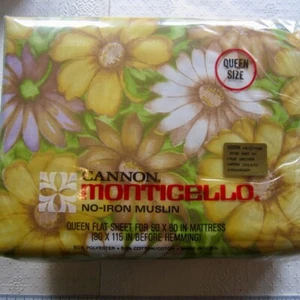 QUEEN
SIZE
CANNON.
monticello.
NO-IRON MUSLIN
QUEEN FLAT SHEET FOR 60 X 80 IN MATTRESS
(90 X 115 IN BEFORE HEMMING)